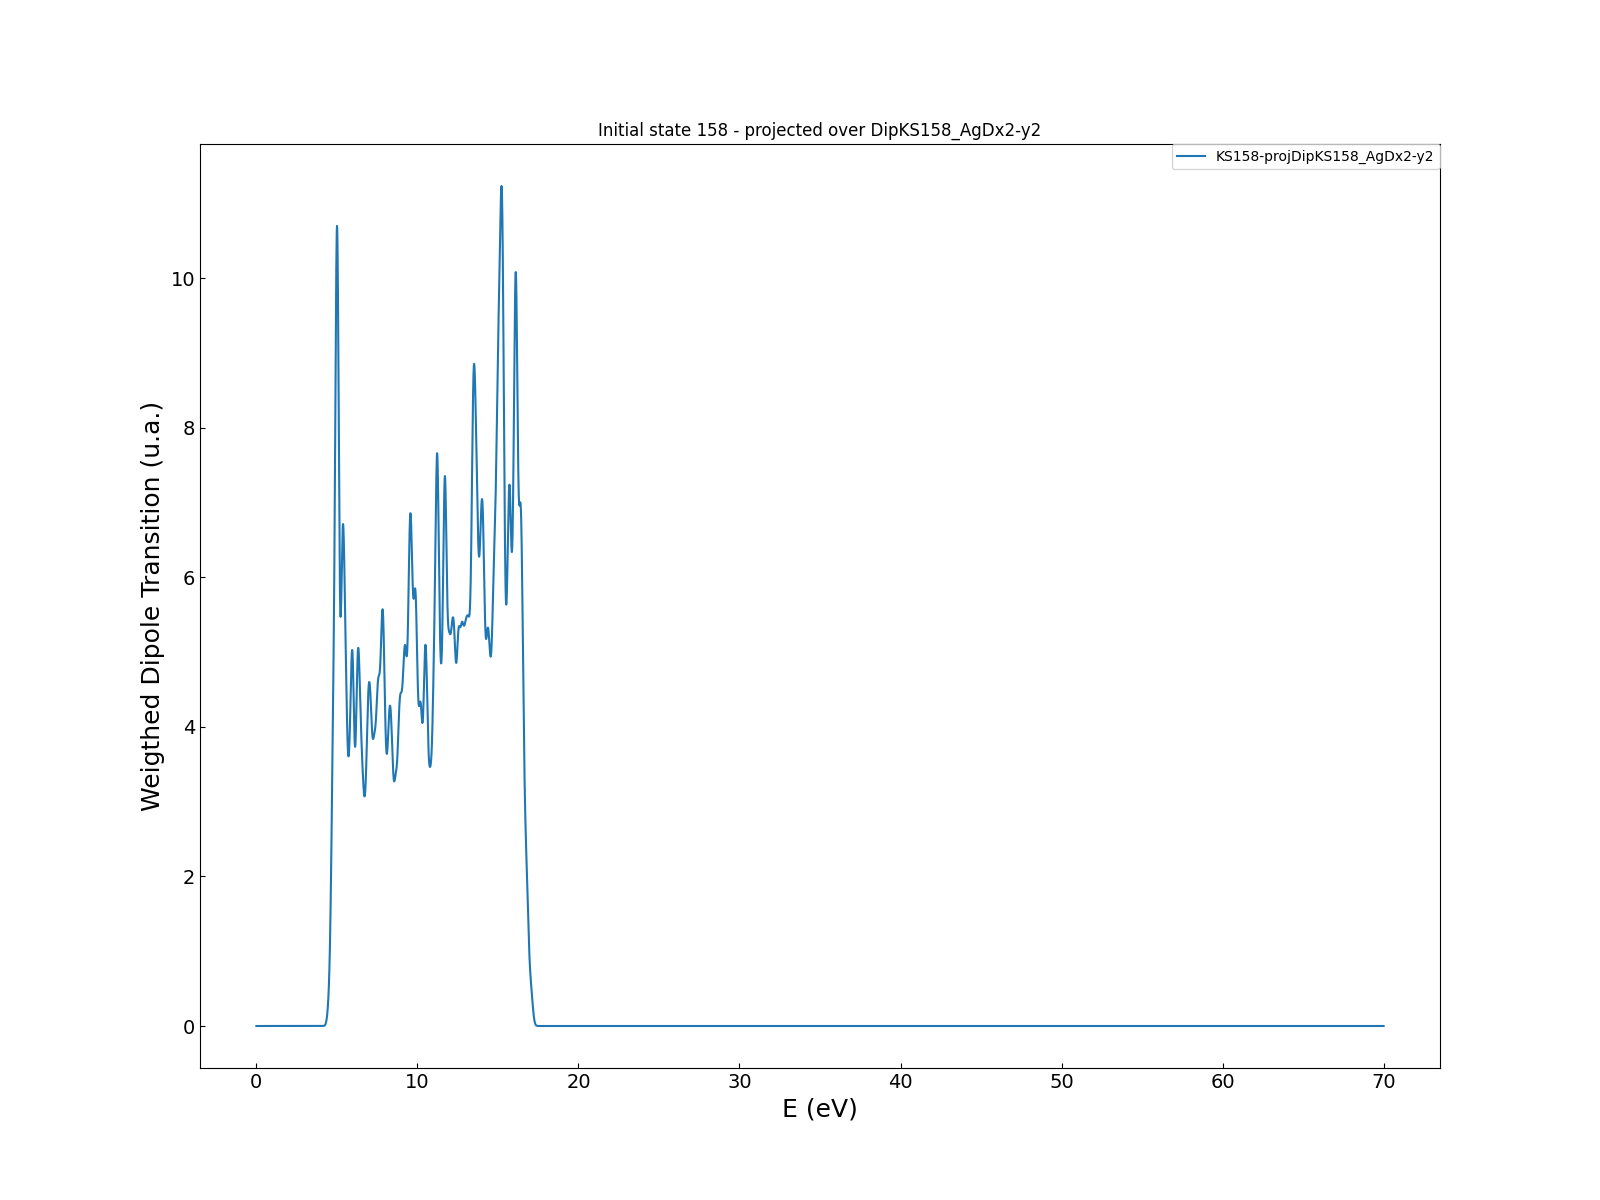 Initial state 158 - projected over DipKS158_AgDx2-y2
KS158-projDipKS158_AgDx2-y2
Weigthed Dipole Transition (u.a.)
10
8
6
4
2
0
0 10 20 30 40 50 60 70
E (eV)